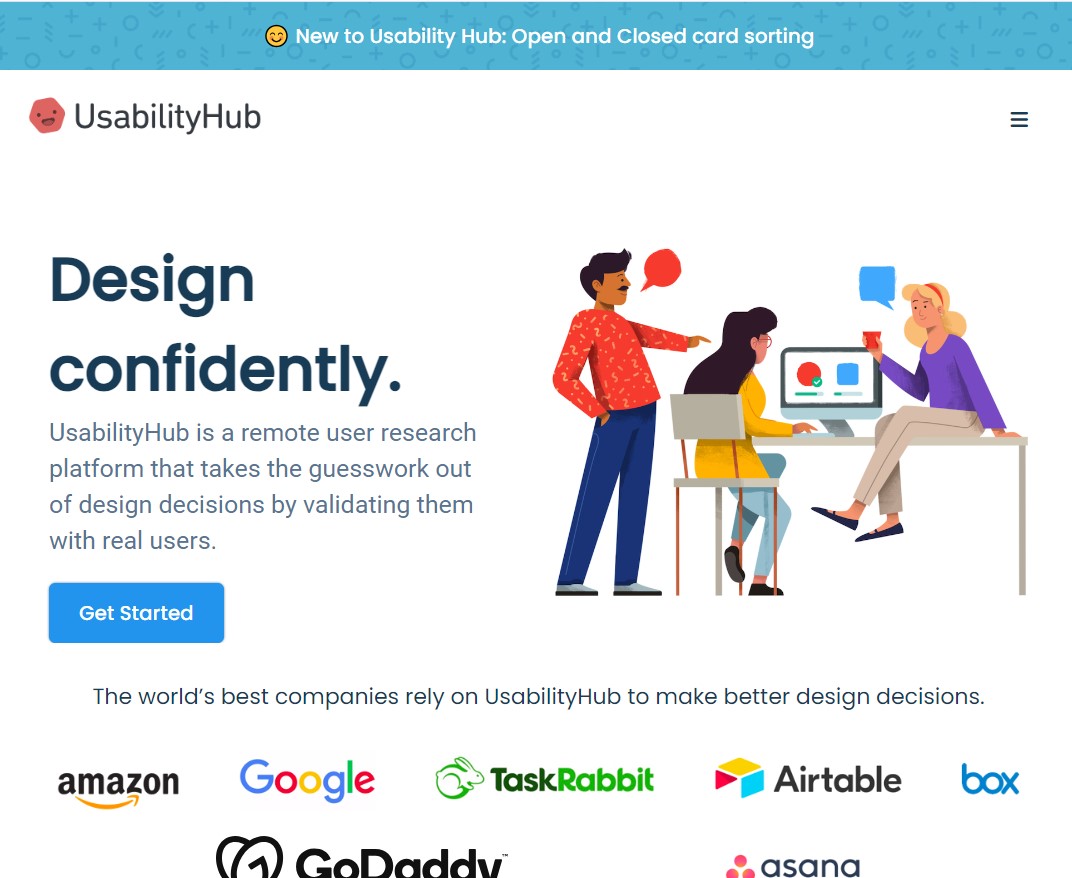 New to Usability Hub: Open and Closed card sorting
UsabilityHub
Design
confidently.
UsabilityHub is a remote user research
platform that takes the guesswork out
of design decisions by validating them
with real users.
Get Started
The world’s best companies rely on UsabilityHub to make better design decisions.
amazon Google TaskRabbit Airtable box
GoDaddy™ asana